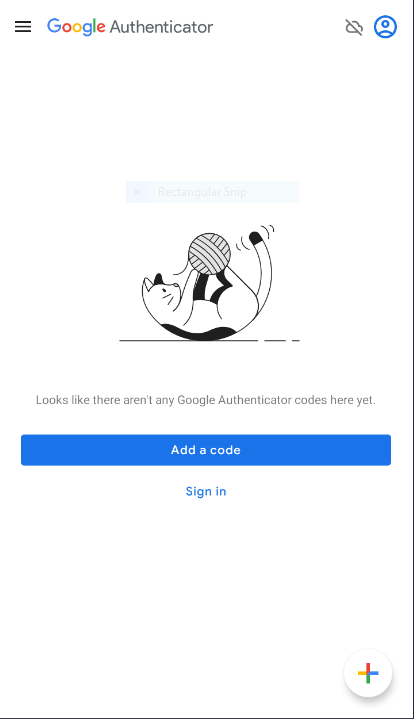 Google Authenticator
Rectangular Snip
Looks like there aren't any Google Authenticator codes here yet.
Add a code
Sign in